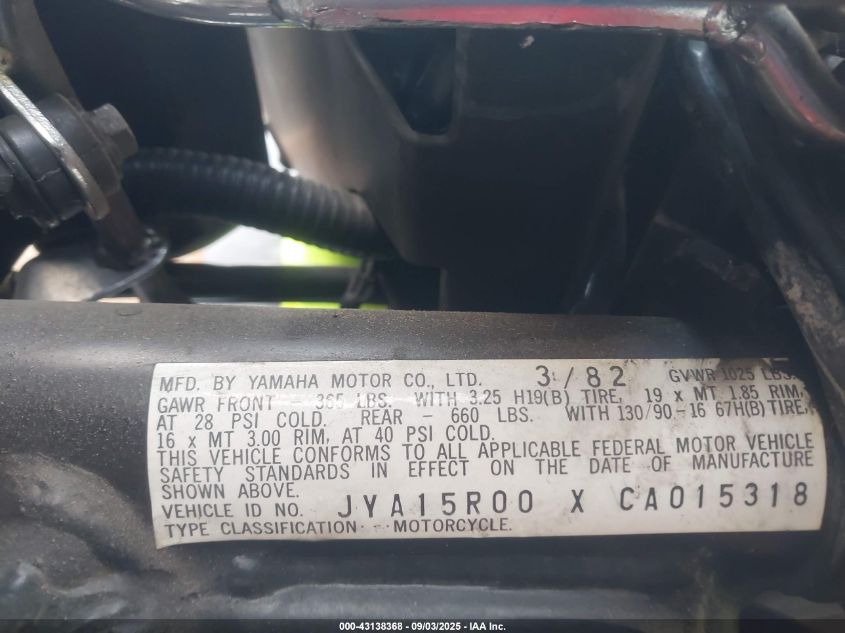 MFD. BY YAMAHA MOTOR CO., LTD. 3 / 82 GVWR 1025 LBS.
GAWR FRONT - 365 LBS. WITH 3.25 H19(B) TIRE, 19 x MT 1.85 RIM,
AT 28 PSI COLD. REAR - 660 LBS. WITH 130/90-16 67H(B) TIRE,
16 x MT 3.00 RIM, AT 40 PSI COLD.
THIS VEHICLE CONFORMS TO ALL APPLICABLE FEDERAL MOTOR VEHICLE
SAFETY STANDARDS IN EFFECT ON THE DATE OF MANUFACTURE
SHOWN ABOVE.
VEHICLE ID NO. JYA15R00 X CA015318
TYPE CLASSIFICATION - MOTORCYCLE.
000-43138368 - 09/03/2025 - IAA Inc.